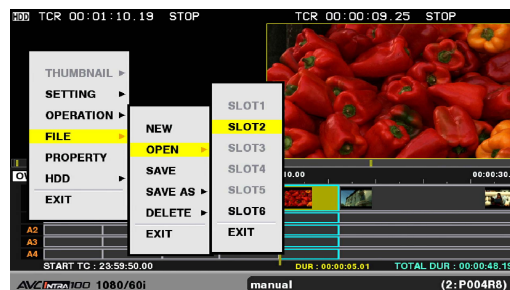 HDD TCR 00:01:10.19 STOP TCR 00:00:09.25 STOP
THUMBNAIL
SETTING
OPERATION
FILE
PROPERTY
HDD
EXIT
NEW
OPEN
SAVE
SAVE AS
DELETE
EXIT
SLOT1
SLOT2
SLOT3
SLOT4
SLOT5
SLOT6
EXIT
00:00:30.
A2
A3
A4
START TC : 23:59:50.00 DUR : 00:00:05.01 TOTAL DUR : 00:00:48.19
AVC INTRA 100 1080/60i manual (2:P004R8)